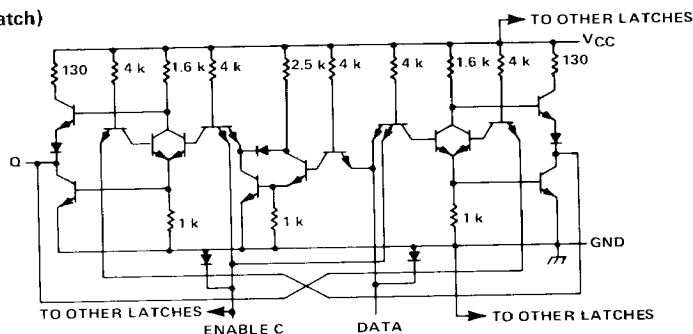 atch)
TO OTHER LATCHES
VCC
130
4 k
1.6 k
4 k
2.5 k
4 k
4 k
1.6 k
4 k
130
Q
1 k
1 k
1 k
GND
TO OTHER LATCHES
ENABLE C
DATA
TO OTHER LATCHES